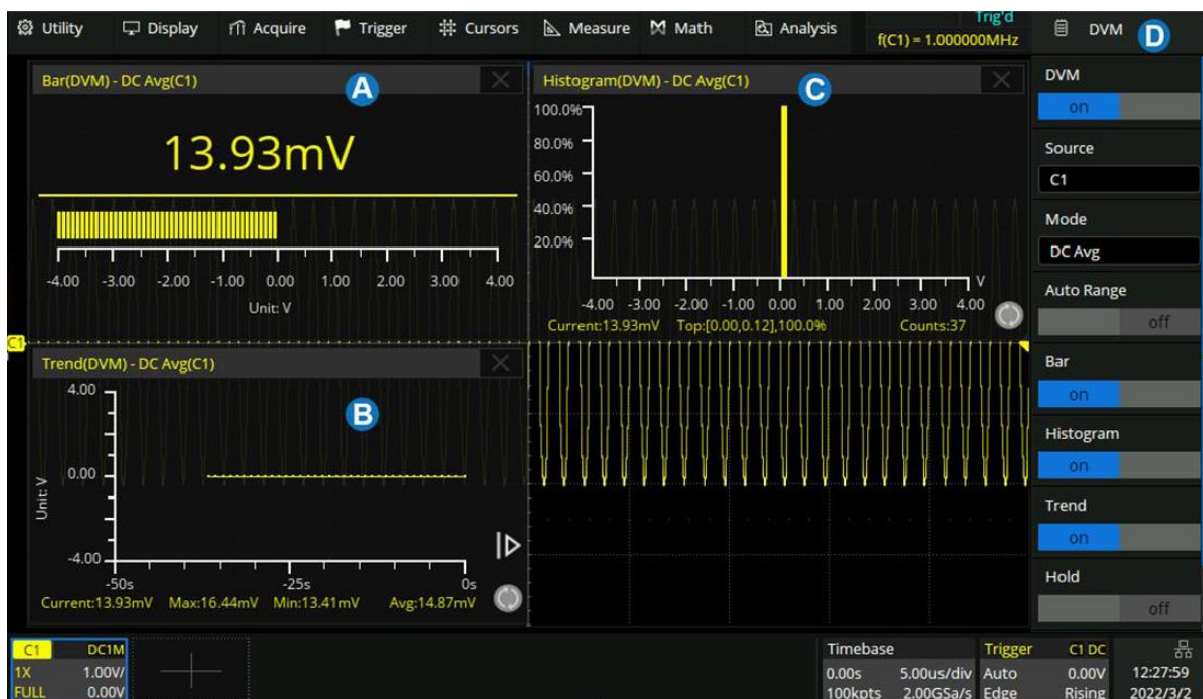 Utility Display Acquire Trigger Cursors Measure Math Analysis
Trig'd
f(C1) = 1.000000MHz
DVM
D
Bar(DVM) - DC Avg(C1)
A
13.93mV
-4.00 -3.00 -2.00 -1.00 0.00 1.00 2.00 3.00 4.00
Unit: V
Histogram(DVM) - DC Avg(C1)
C
100.0%
80.0%
60.0%
40.0%
20.0%
V
-4.00 -3.00 -2.00 -1.00 0.00 1.00 2.00 3.00 4.00
Current:13.93mV Top:[0.00,0.12],100.0% Counts:37
C1
Trend(DVM) - DC Avg(C1)
B
4.00
0.00
-4.00
Unit: V
-50s -25s 0s
Current:13.93mV Max:16.44mV Min:13.41mV Avg:14.87mV
DVM
on
Source
C1
Mode
DC Avg
Auto Range
off
Bar
on
Histogram
on
Trend
on
Hold
off
C1 DC1M
1X 1.00V/
FULL 0.00V
Timebase
0.00s 5.00us/div
100kpts 2.00GSa/s
Trigger C1 DC
Auto 0.00V
Edge Rising
12:27:59